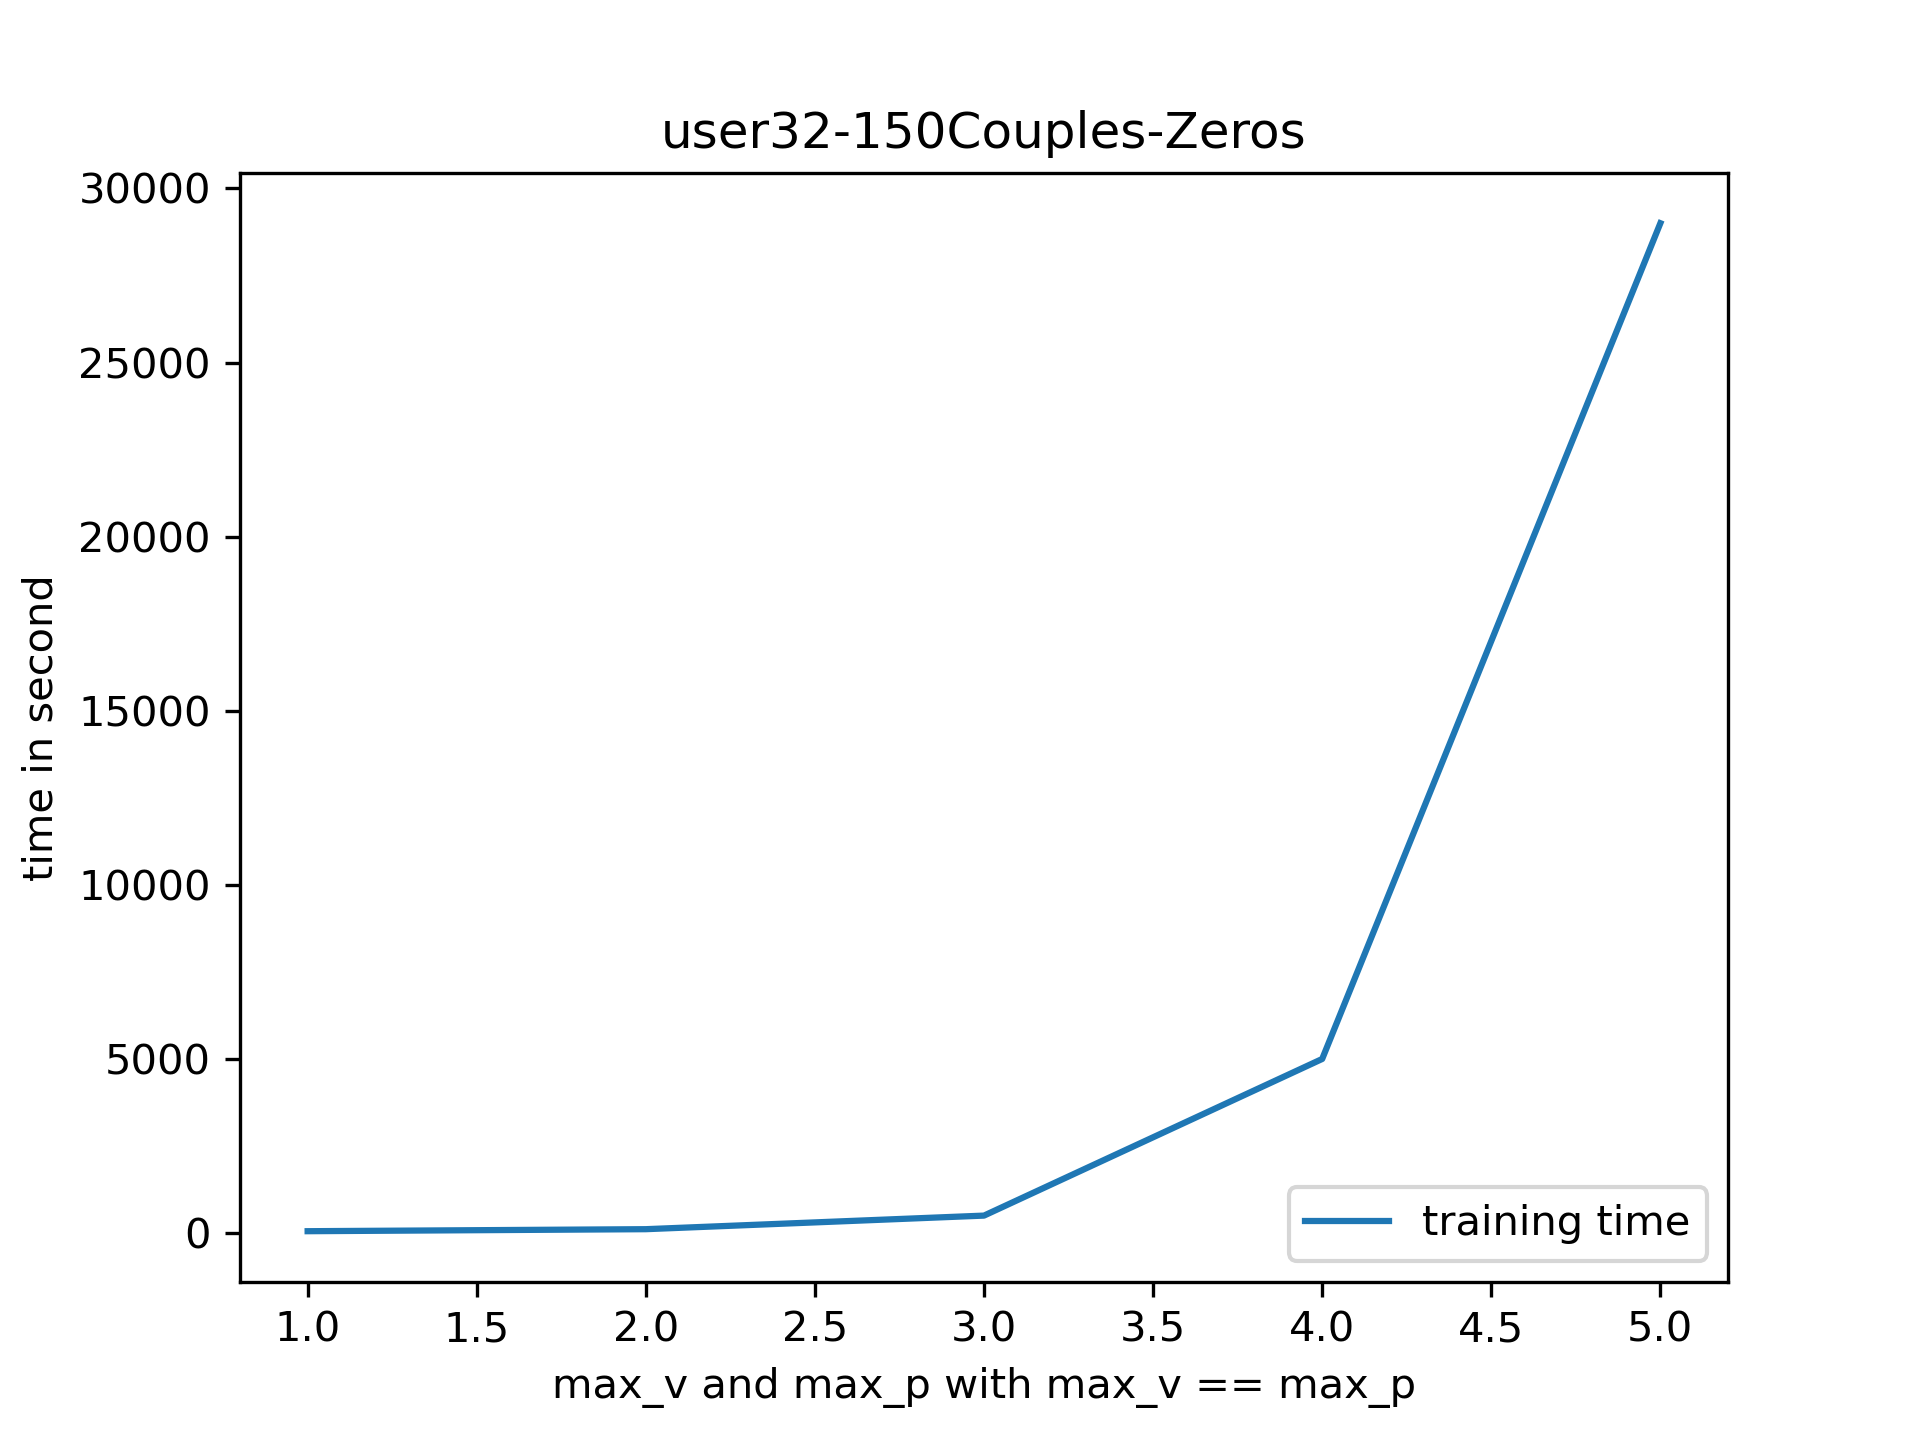 user32-150Couples-Zeros
30000
25000
20000
15000
10000
5000
0
time in second
training time
1.0 1.5 2.0 2.5 3.0 3.5 4.0 4.5 5.0
max_v and max_p with max_v == max_p